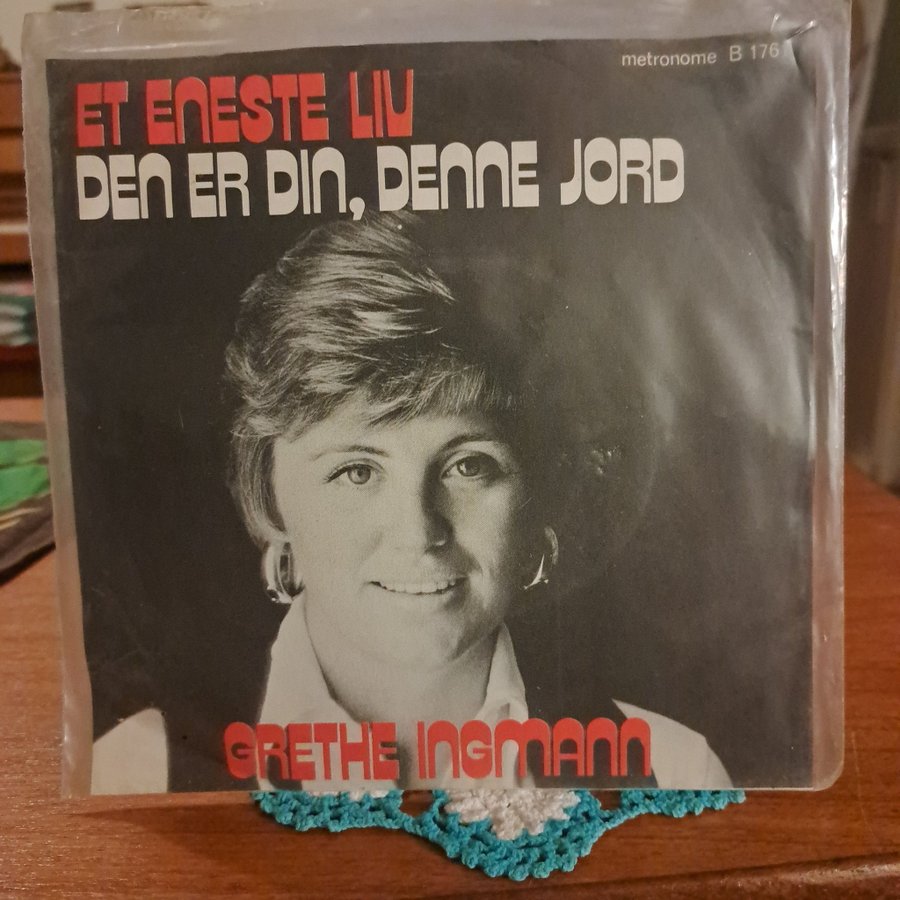 metronome B 176
ET ENESTE LIV
DEN ER DIN, DENNE JORD
GRETHE INGMANN